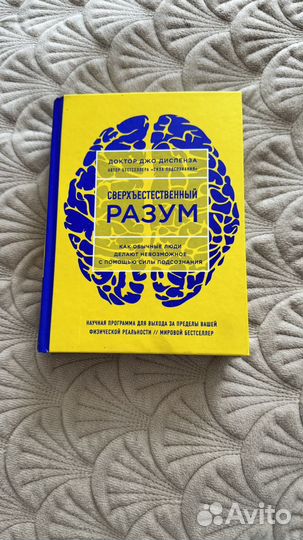 ДОКТОР ДЖО ДИСПЕНЗА
АВТОР БЕСТСЕЛЛЕРА «СИЛА ПОДСОЗНАНИЯ»
СВЕРХЪЕСТЕСТВЕННЫЙ
РАЗУМ
КАК ОБЫЧНЫЕ ЛЮДИ
ДЕЛАЮТ НЕВОЗМОЖНОЕ
С ПОМОЩЬЮ СИЛЫ ПОДСОЗНАНИЯ
НАУЧНАЯ ПРОГРАММА ДЛЯ ВЫХОДА ЗА ПРЕДЕЛЫ ВАШЕЙ
ФИЗИЧЕСКОЙ РЕАЛЬНОСТИ // МИРОВОЙ БЕСТСЕЛЛЕР
Avito